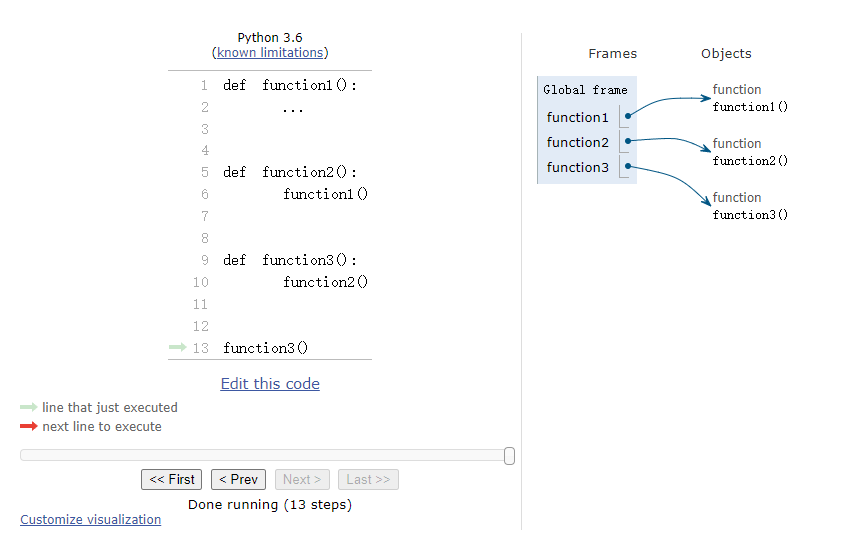 Python 3.6
(known limitations)
1 def function1():
2 ...
3
4
5 def function2():
6 function1()
7
8
9 def function3():
10 function2()
11
12
13 function3()
Edit this code
line that just executed
next line to execute
<< First < Prev Next > Last >>
Done running (13 steps)
Customize visualization
Frames Objects
Global frame
function1
function2
function3
function
function1()
function
function2()
function
function3()